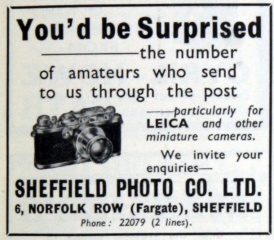 You'd be Surprised
—the number
of amateurs who send
to us through the post
—particularly for
LEICA and other
miniature cameras.
We invite your
enquiries—
SHEFFIELD PHOTO CO. LTD.
6, NORFOLK ROW (Fargate), SHEFFIELD
Phone: 22079 (2 lines).